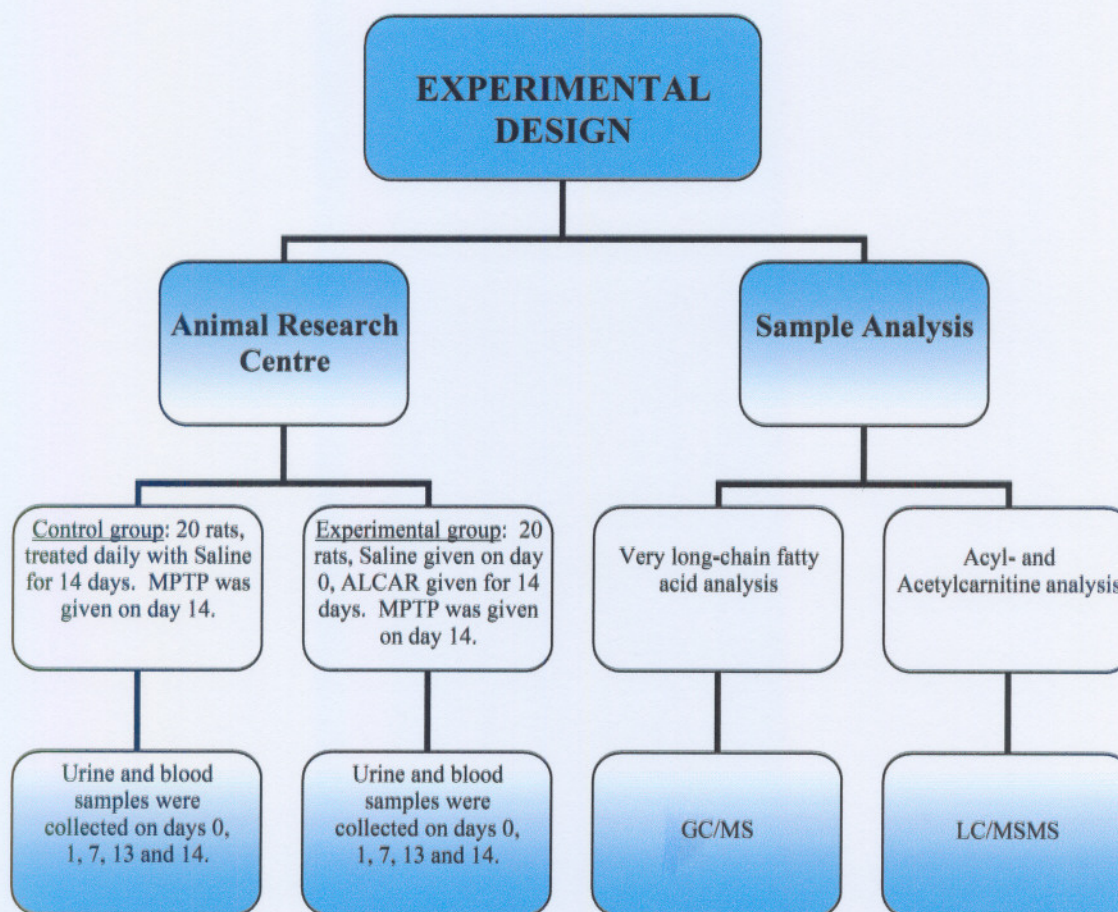 EXPERIMENTAL
DESIGN
Animal Research
Centre
Sample Analysis
Control group: 20 rats,
treated daily with Saline
for 14 days. MPTP was
given on day 14.
Experimental group: 20
rats, Saline given on day
0, ALCAR given for 14
days. MPTP was given
on day 14.
Very long-chain fatty
acid analysis
Acyl- and
Acetylcarnitine analysis
Urine and blood
samples were
collected on days 0,
1, 7, 13 and 14.
Urine and blood
samples were
collected on days 0,
1, 7, 13 and 14.
GC/MS
LC/MSMS